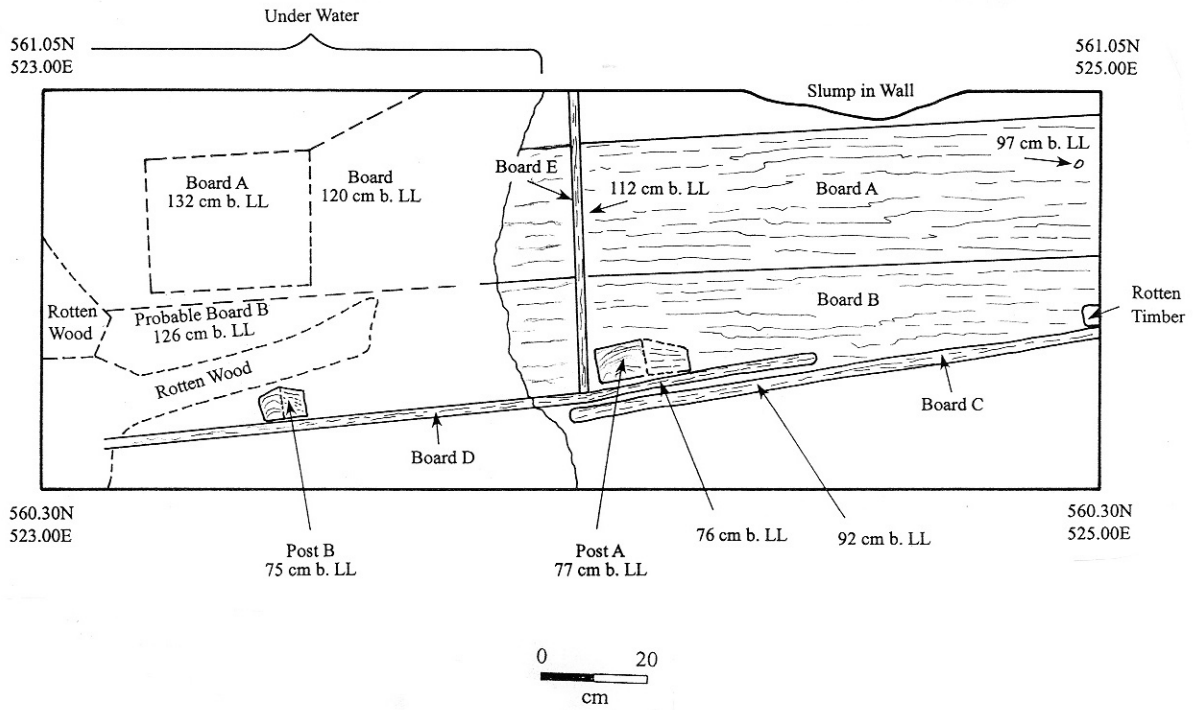 Under Water
561.05N
523.00E
561.05N
525.00E
Slump in Wall
97 cm b. LL
Board E
112 cm b. LL
Board A
Board A
132 cm b. LL
Board
120 cm b. LL
Board B
Rotten
Timber
Rotten
Wood
Probable Board B
126 cm b. LL
Rotten Wood
Board C
Board D
560.30N
523.00E
560.30N
525.00E
76 cm b. LL
92 cm b. LL
Post B
75 cm b. LL
Post A
77 cm b. LL
0 20
cm